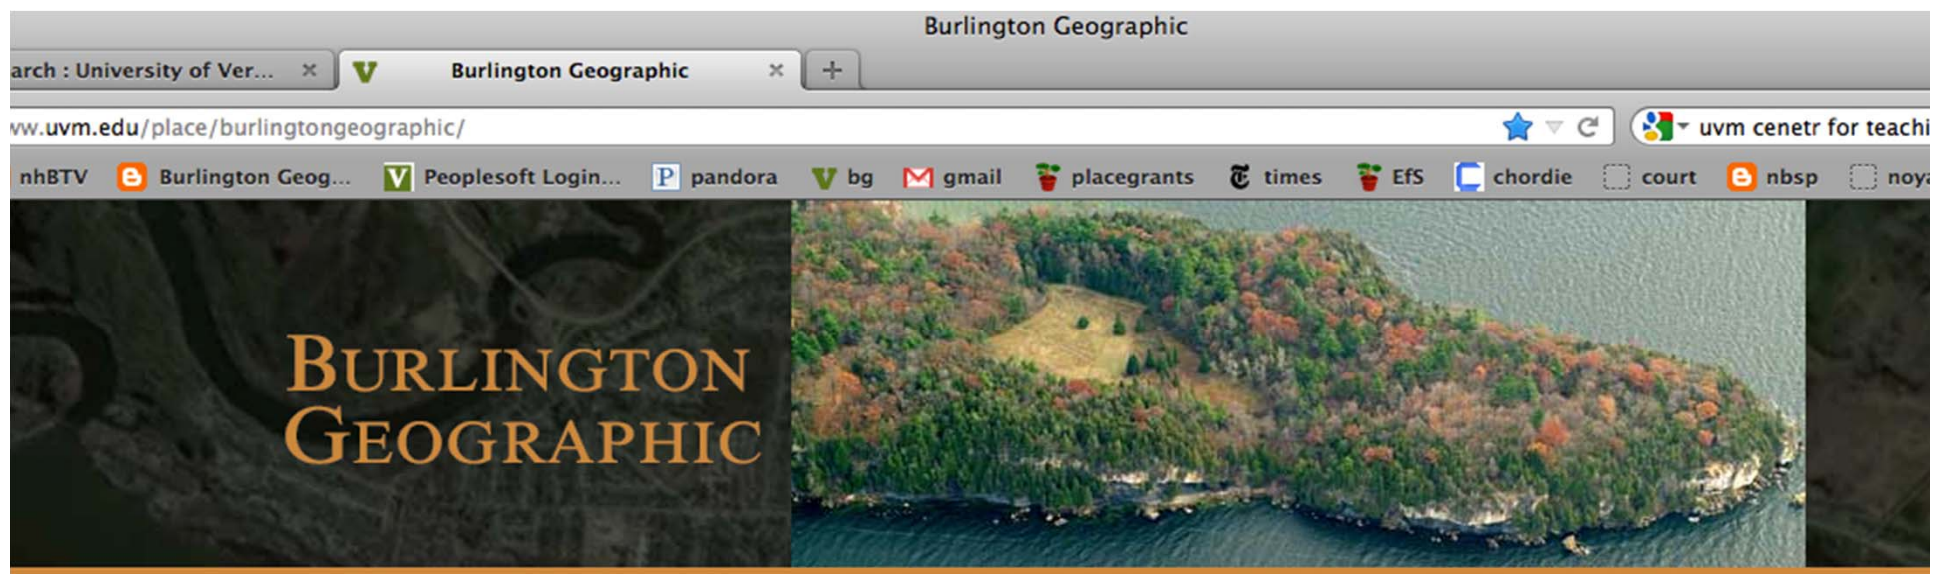 Burlington Geographic
arch : University of Ver... × Burlington Geographic × +
ww.uvm.edu/place/burlingtongeographic/ uvm cenetr for teachi
nhBTV Burlington Geog... Peoplesoft Login... P pandora bg gmail placegrants times EfS chordie court nbsp noya
BURLINGTON
GEOGRAPHIC